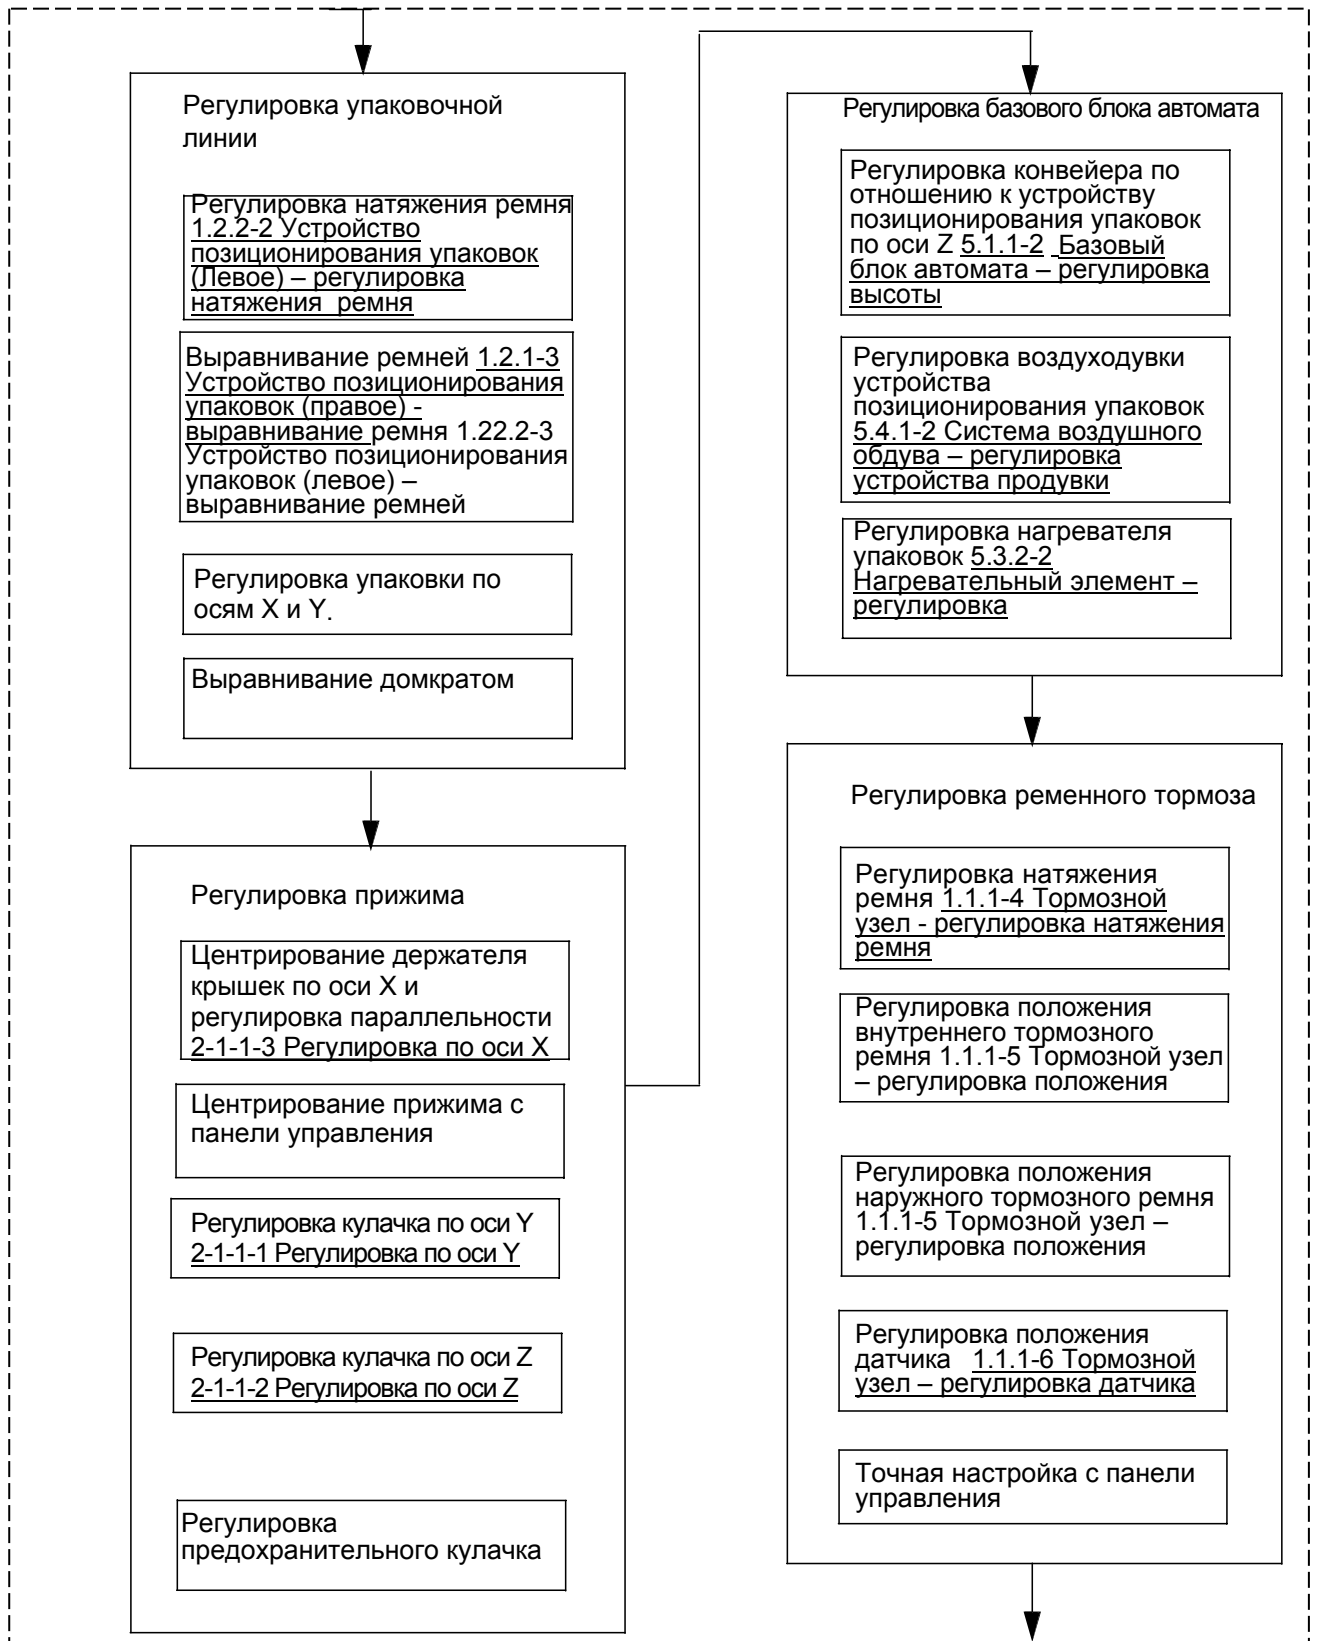 Регулировка упаковочной
линии
Регулировка натяжения ремня
1.2.2-2 Устройство
позиционирования упаковок
(Левое) – регулировка
натяжения ремня
Выравнивание ремней 1.2.1-3
Устройство позиционирования
упаковок (правое) -
выравнивание ремня 1.22.2-3
Устройство позиционирования
упаковок (левое) –
выравнивание ремней
Регулировка упаковки по
осям X и Y.
Выравнивание домкратом
Регулировка прижима
Центрирование держателя
крышек по оси X и
регулировка параллельности
2-1-1-3 Регулировка по оси X
Центрирование прижима с
панели управления
Регулировка кулачка по оси Y
2-1-1-1 Регулировка по оси Y
Регулировка кулачка по оси Z
2-1-1-2 Регулировка по оси Z
Регулировка
предохранительного кулачка
Регулировка базового блока автомата
Регулировка конвейера по
отношению к устройству
позиционирования упаковок
по оси Z 5.1.1-2 Базовый
блок автомата – регулировка
высоты
Регулировка воздуходувки
устройства
позиционирования упаковок
5.4.1-2 Система воздушного
обдува – регулировка
устройства продувки
Регулировка нагревателя
упаковок 5.3.2-2
Нагревательный элемент –
регулировка
Регулировка ременного тормоза
Регулировка натяжения
ремня 1.1.1-4 Тормозной
узел - регулировка натяжения
ремня
Регулировка положения
внутреннего тормозного
ремня 1.1.1-5 Тормозной узел
– регулировка положения
Регулировка положения
наружного тормозного ремня
1.1.1-5 Тормозной узел –
регулировка положения
Регулировка положения
датчика 1.1.1-6 Тормозной
узел – регулировка датчика
Точная настройка с панели
управления